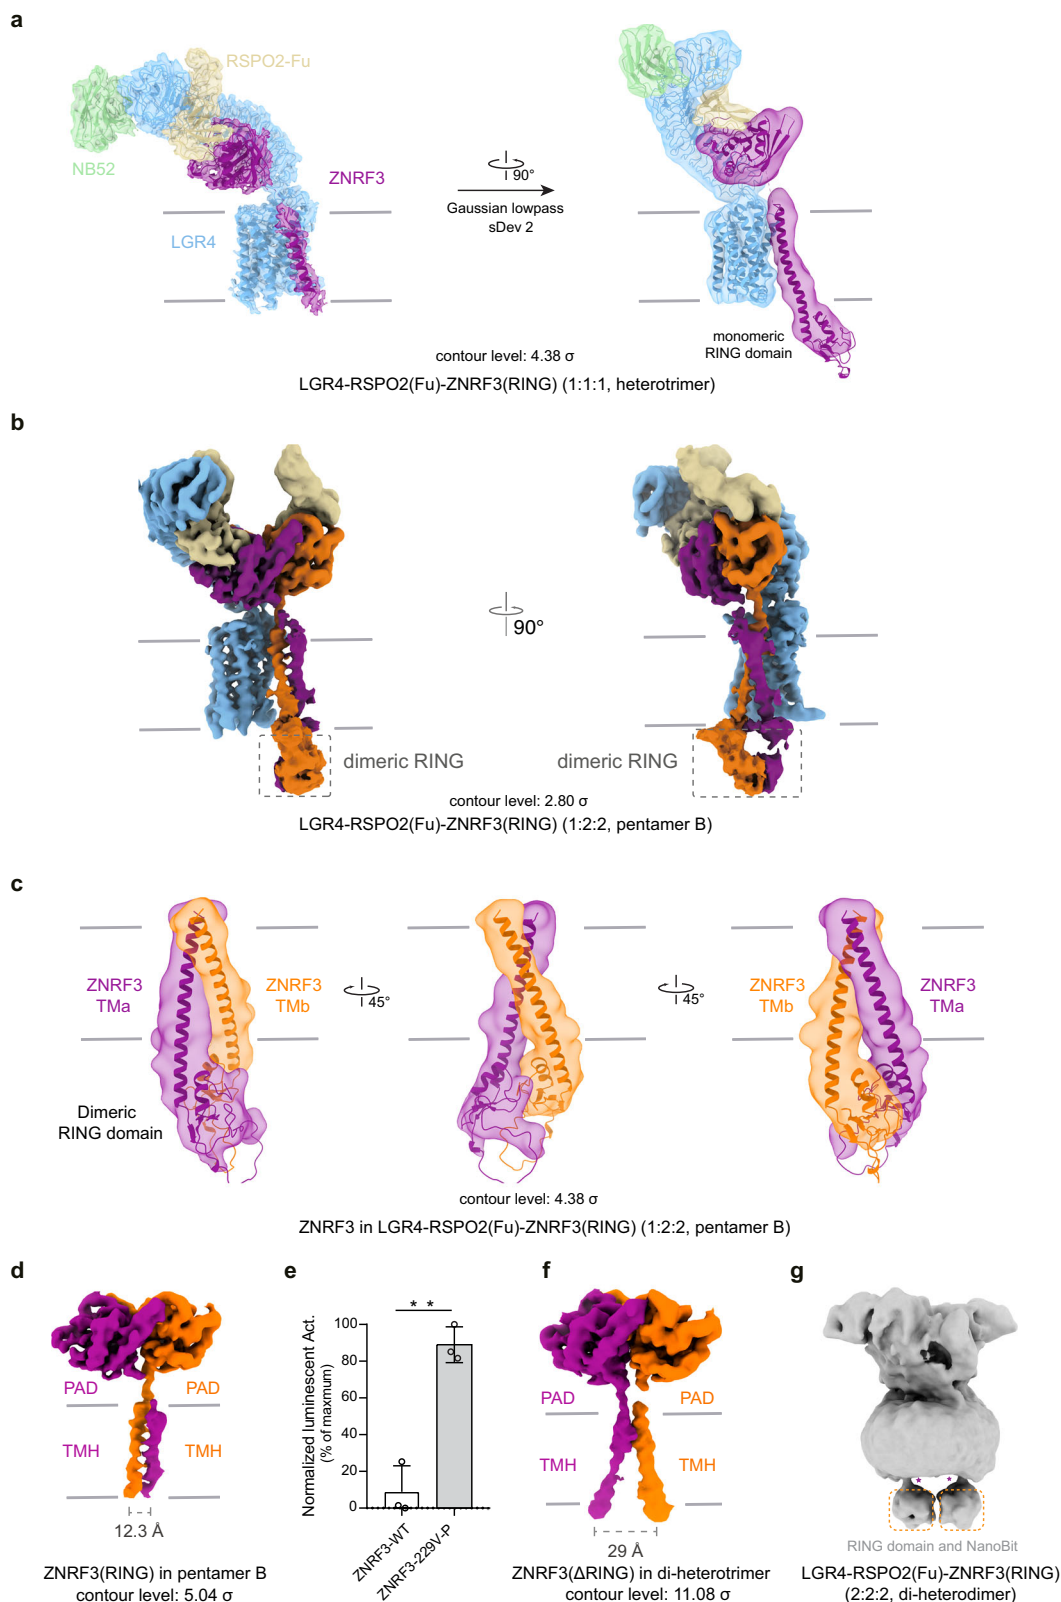 a
RSPO2-Fu
NB52
ZNRF3
LGR4
90°
Gaussian lowpass
sDev 2
monomeric
RING domain
contour level: 4.38 σ
LGR4-RSPO2(Fu)-ZNRF3(RING) (1:1:1, heterotrimer)
b
90°
dimeric RING
dimeric RING
contour level: 2.80 σ
LGR4-RSPO2(Fu)-ZNRF3(RING) (1:2:2, pentamer B)
c
ZNRF3
TMa
ZNRF3
TMb
45°
45°
ZNRF3
TMb
ZNRF3
TMa
Dimeric
RING domain
contour level: 4.38 σ
ZNRF3 in LGR4-RSPO2(Fu)-ZNRF3(RING) (1:2:2, pentamer B)
d
PAD
PAD
TMH
TMH
12.3 Å
ZNRF3(RING) in pentamer B
contour level: 5.04 σ
e
Normalized luminescent Act.
(% of maxmum)
100
80
60
40
20
0
* *
ZNRF3-WT
ZNRF3-229V-P
f
PAD
PAD
TMH
TMH
29 Å
ZNRF3(ΔRING) in di-heterotrimer
contour level: 11.08 σ
g
RING domain and NanoBit
LGR4-RSPO2(Fu)-ZNRF3(RING)
(2:2:2, di-heterodimer)